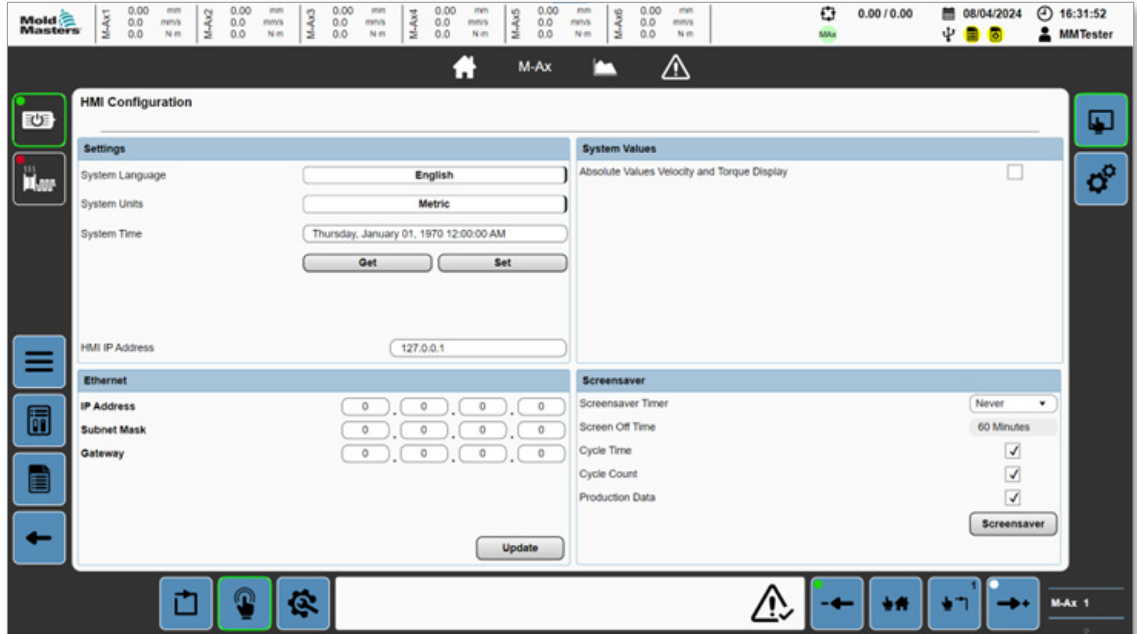 Mold Masters
M-Ax1 0.00 mm 0.0 mm/s 0.0 N·m
M-Ax2 0.00 mm 0.0 mm/s 0.0 N·m
M-Ax3 0.00 mm 0.0 mm/s 0.0 N·m
M-Ax4 0.00 mm 0.0 mm/s 0.0 N·m
M-Ax5 0.00 mm 0.0 mm/s 0.0 N·m
M-Ax6 0.00 mm 0.0 mm/s 0.0 N·m
MAx
0.00 / 0.00
08/04/2024
16:31:52
MMTester
M-Ax
HMI Configuration
Settings
System Language English
System Units Metric
System Time Thursday, January 01, 1970 12:00:00 AM
Get Set
HMI IP Address 127.0.0.1
System Values
Absolute Values Velocity and Torque Display
Ethernet
IP Address 0 . 0 . 0 . 0
Subnet Mask 0 . 0 . 0 . 0
Gateway 0 . 0 . 0 . 0
Update
Screensaver
Screensaver Timer Never
Screen Off Time 60 Minutes
Cycle Time
Cycle Count
Production Data
Screensaver
1
M-Ax 1
2